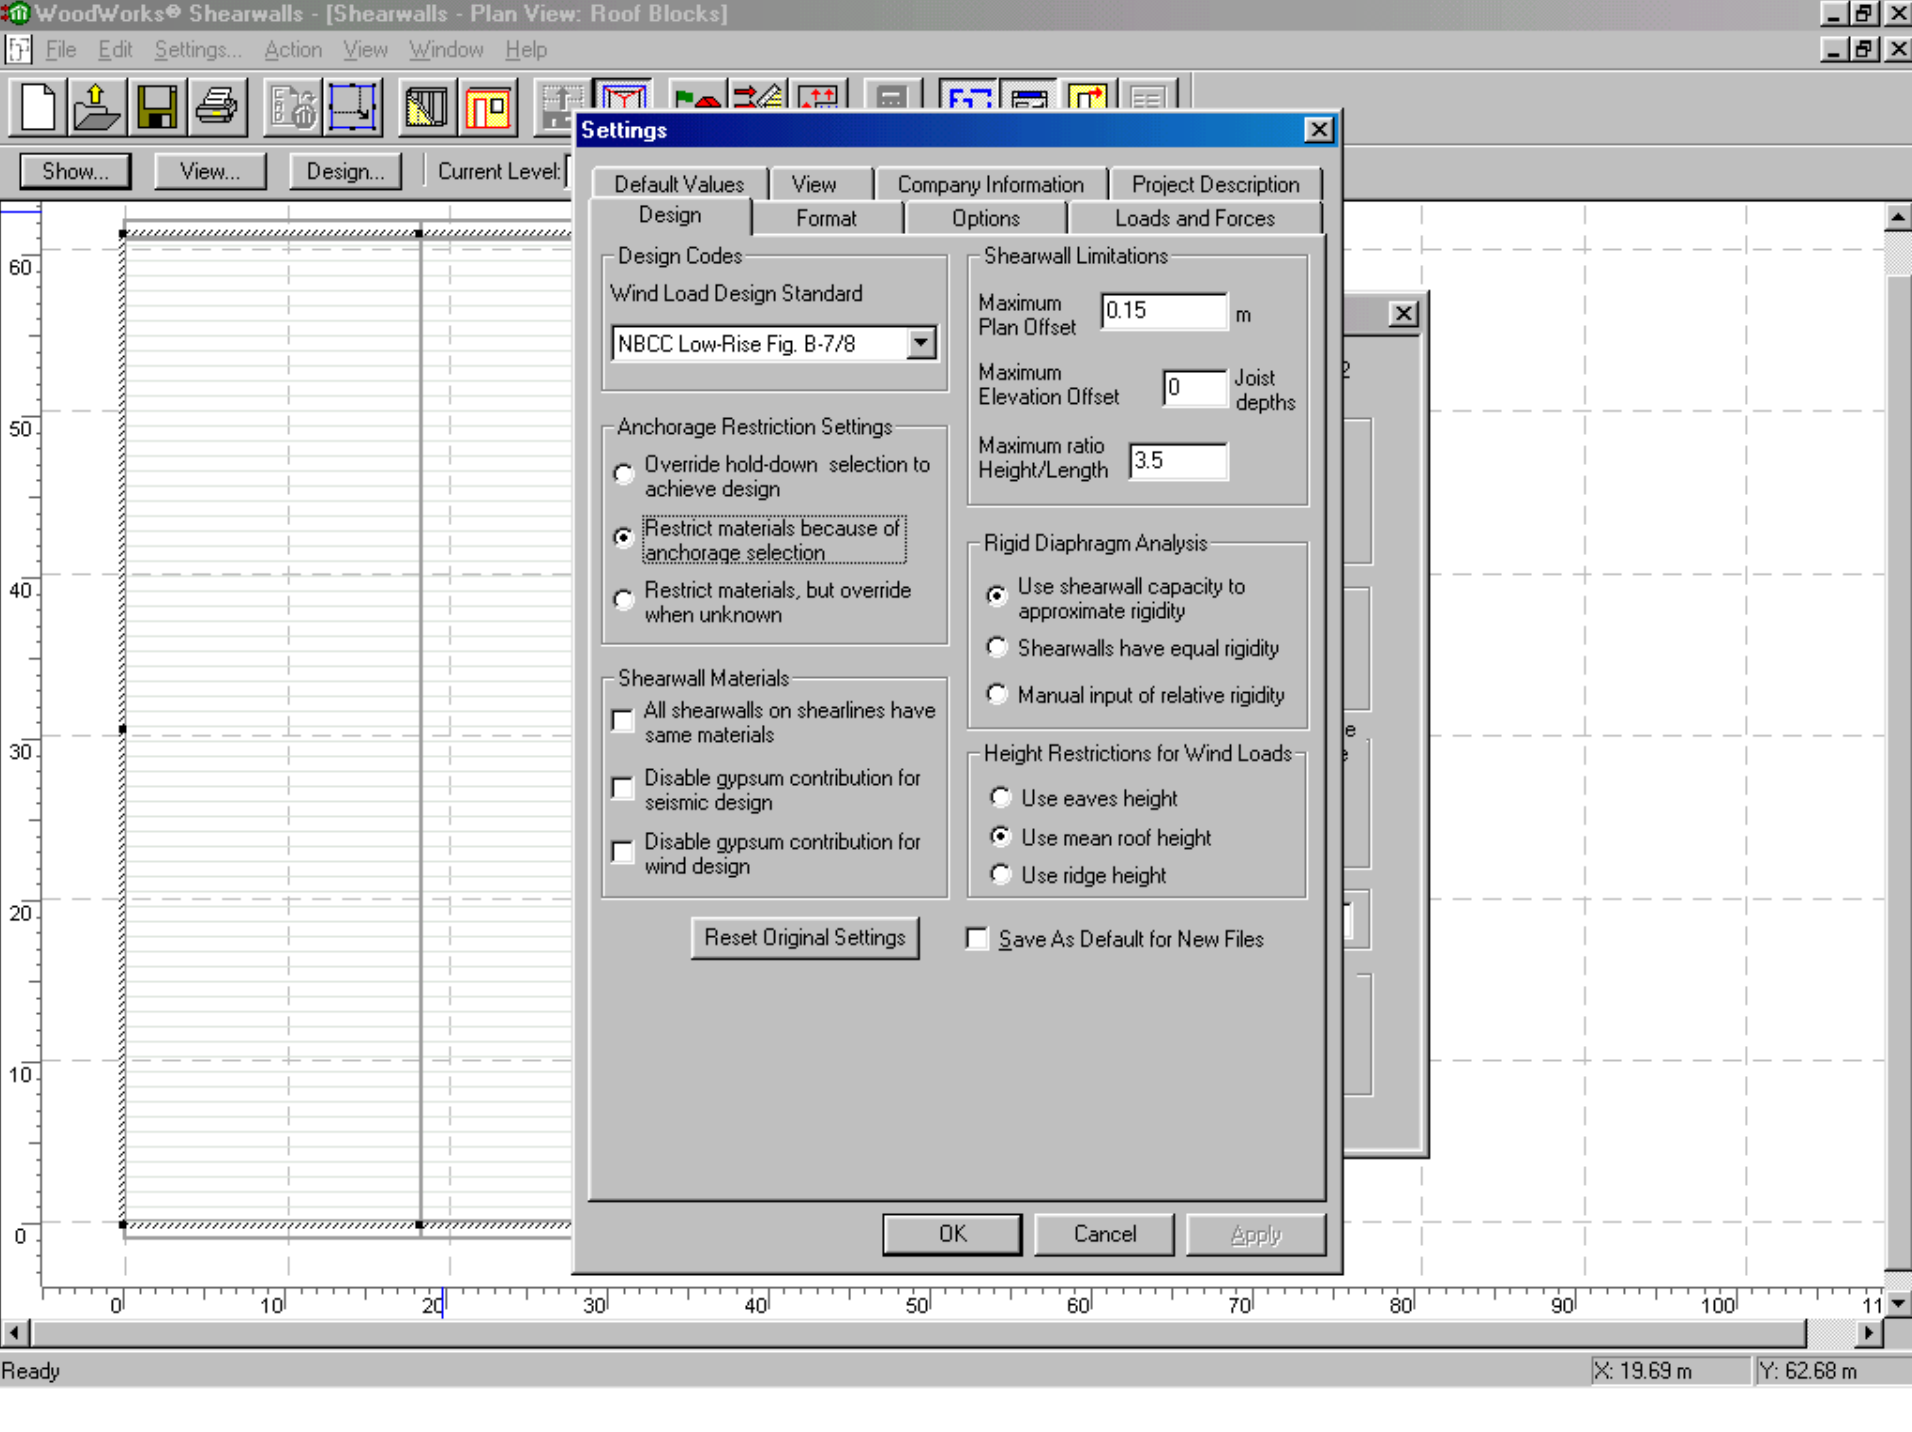 WoodWorks® Shearwalls - [Shearwalls - Plan View: Roof Blocks]
File Edit Settings... Action View Window Help
Show... View... Design... Current Level:
Settings
Default Values View Company Information Project Description
Design Format Options Loads and Forces
Design Codes
Wind Load Design Standard
NBCC Low-Rise Fig. B-7/8
Anchorage Restriction Settings
Override hold-down selection to
achieve design
Restrict materials because of
anchorage selection
Restrict materials, but override
when unknown
Shearwall Materials
All shearwalls on shearlines have
same materials
Disable gypsum contribution for
seismic design
Disable gypsum contribution for
wind design
Reset Original Settings
Shearwall Limitations
Maximum
Plan Offset
0.15 m
Maximum
Elevation Offset
0 Joist
depths
Maximum ratio
Height/Length
3.5
Rigid Diaphragm Analysis
Use shearwall capacity to
approximate rigidity
Shearwalls have equal rigidity
Manual input of relative rigidity
Height Restrictions for Wind Loads
Use eaves height
Use mean roof height
Use ridge height
Save As Default for New Files
OK Cancel Apply
60
50
40
30
20
10
0
0 10 20 30 40 50 60 70 80 90 100 11
Ready X: 19.69 m Y: 62.68 m